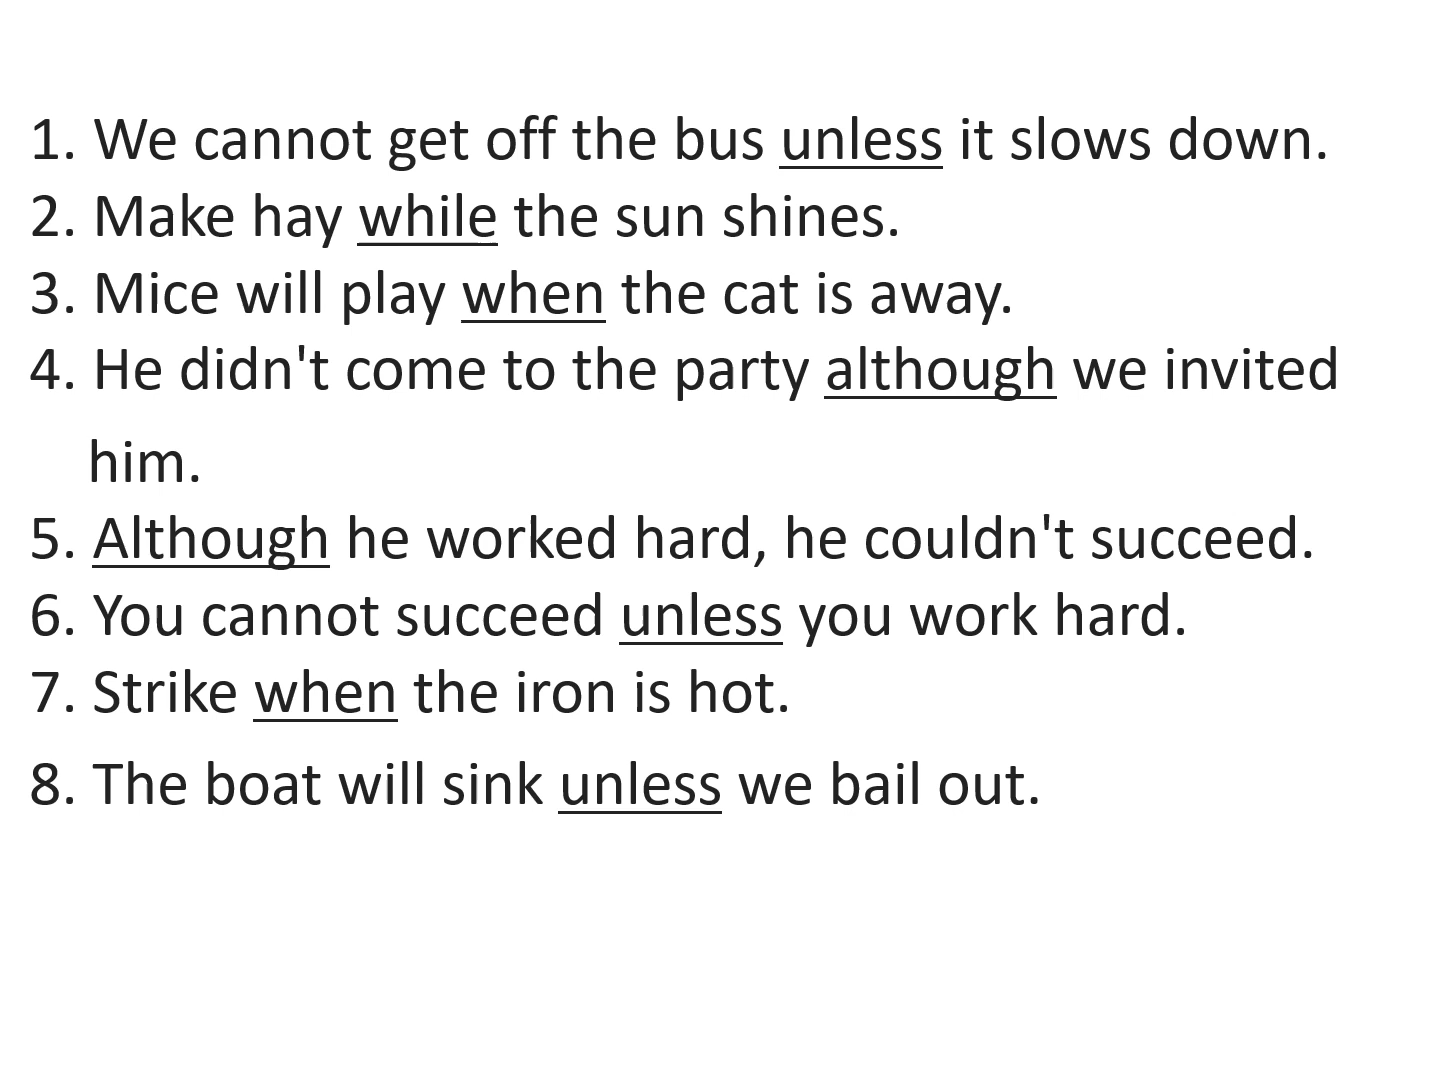 1. We cannot get off the bus unless it slows down.
2. Make hay while the sun shines.
3. Mice will play when the cat is away.
4. He didn't come to the party although we invited
him.
5. Although he worked hard, he couldn't succeed.
6. You cannot succeed unless you work hard.
7. Strike when the iron is hot.
8. The boat will sink unless we bail out.